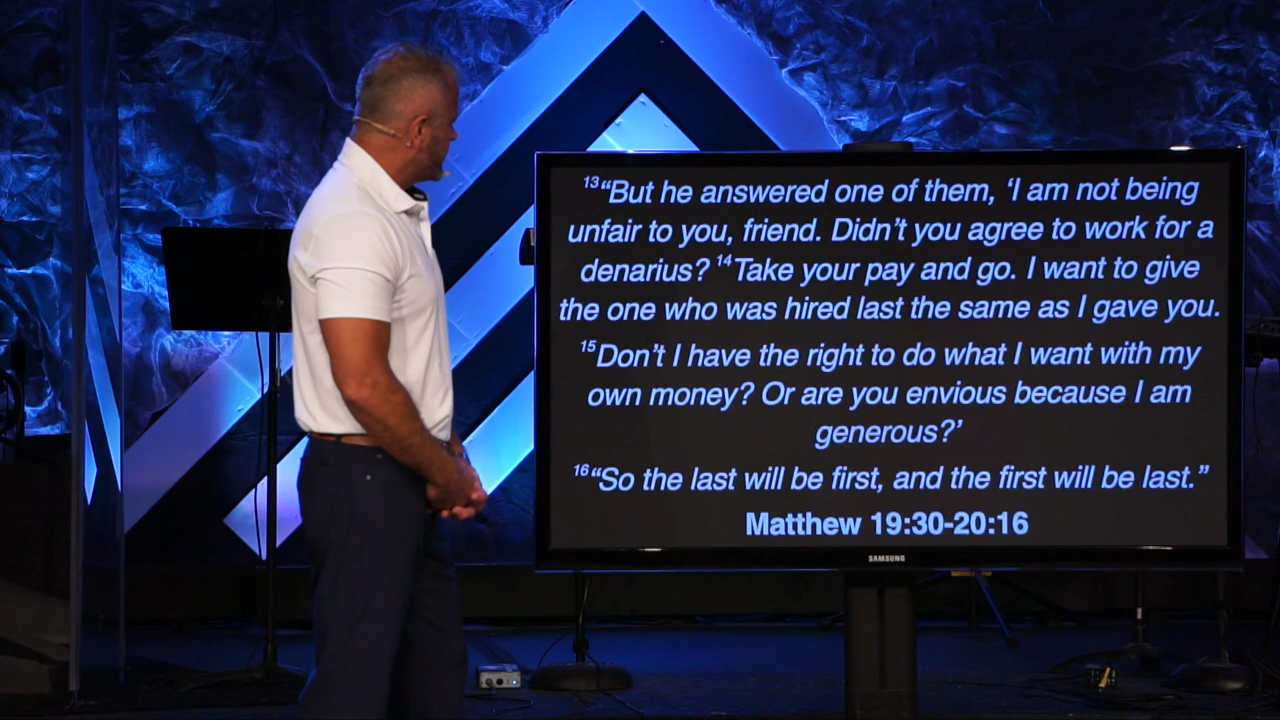 ¹³“But he answered one of them, ‘I am not being
unfair to you, friend. Didn’t you agree to work for a
denarius? ¹⁴Take your pay and go. I want to give
the one who was hired last the same as I gave you.
¹⁵Don’t I have the right to do what I want with my
own money? Or are you envious because I am
generous?’
¹⁶“So the last will be first, and the first will be last.”
Matthew 19:30-20:16
SAMSUNG